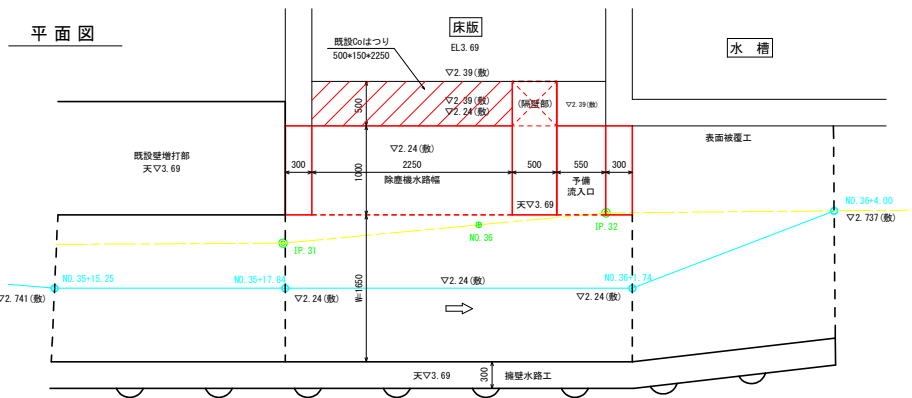 平面図
床版
EL3.69
水槽
既設Coはつり
500*150*2250
▽2.39(敷)
500
▽2.39(敷)
▽2.24(敷)
(隔壁部)
▽2.39(敷)
表面被覆工
既設壁増打部
天▽3.69
▽2.24(敷)
300
2250
500
550
300
1000
除塵機水路幅
予備
流入口
天▽3.69
NO.36+4.00
▽2.737(敷)
IP.31
NO.36
IP.32
NO.35+15.25
NO.35+17.84
NO.36+1.74
▽2.741(敷)
▽2.24(敷)
▽2.24(敷)
▽2.24(敷)
W=1650
天▽3.69
300
擁壁水路工